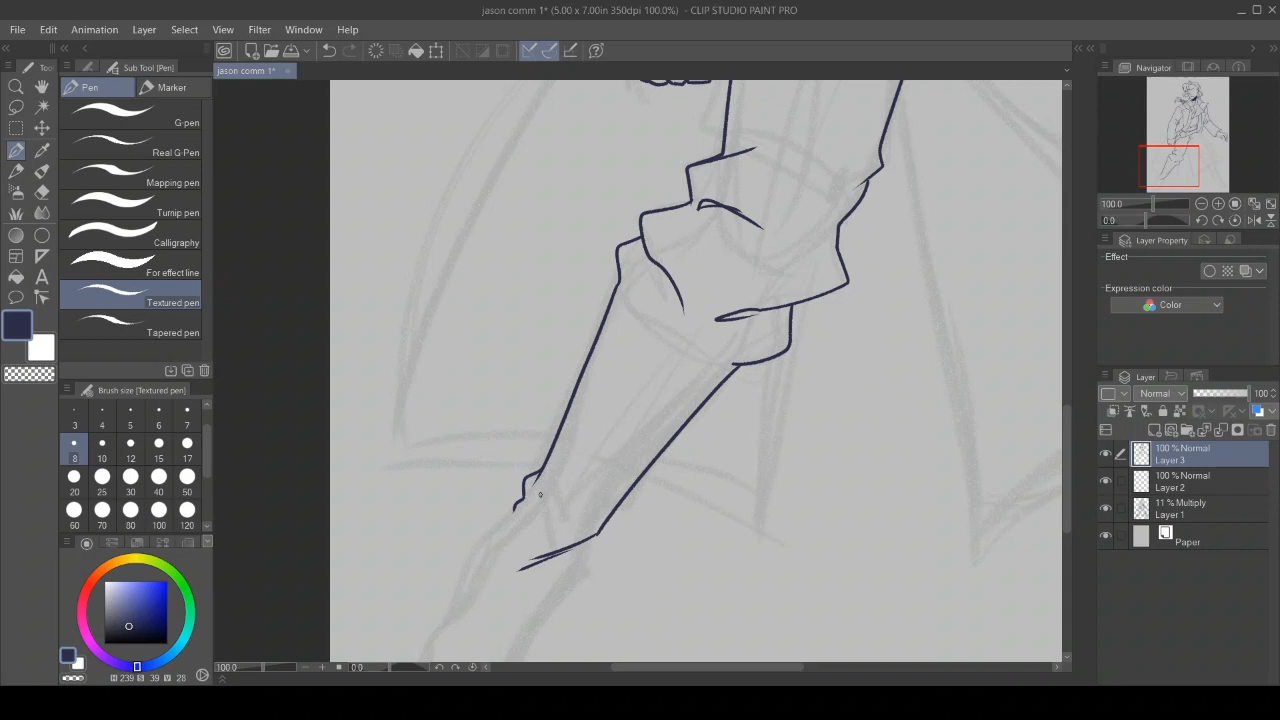 jason comm 1* (5.00 x 7.00in 350dpi 100.0%) - CLIP STUDIO PAINT PRO
File Edit Animation Layer Select View Filter Window Help
jason comm 1*
Too
Sub Tool [Pen]
Pen Marker
G-pen
Real G-Pen
Mapping pen
Turnip pen
Calligraphy
For effect line
Textured pen
Tapered pen
Brush size [Textured pen]
3 4 5 6 7
8 10 12 15 17
20 25 30 40 50
60 70 80 100 120
H 239 S 39 V 28
100.0 0.0
Navigator
100.0
0.0
Layer Property
Effect
Expression color
Color
Layer
Normal 100
100 % Normal
Layer 3
100 % Normal
Layer 2
11 % Multiply
Layer 1
Paper